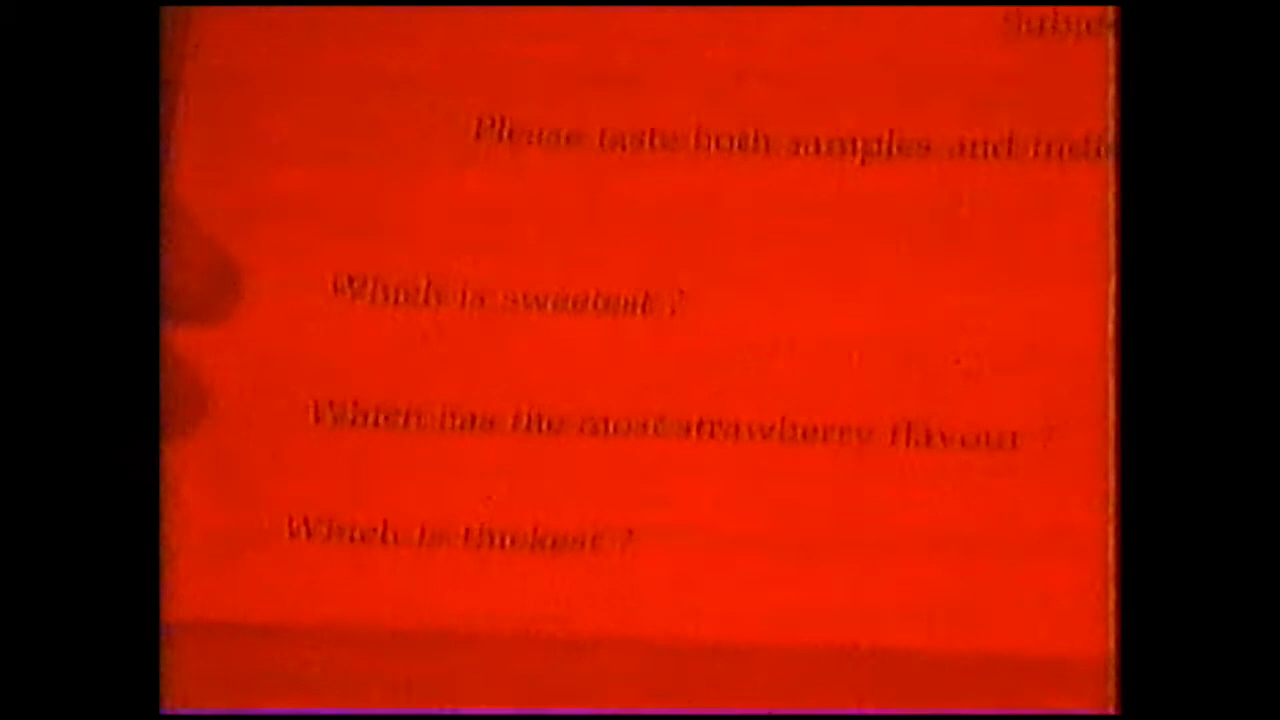 Please taste both samples and
Which is sweetest ?
Which has the most strawberry flavour ?
Which is thickest ?